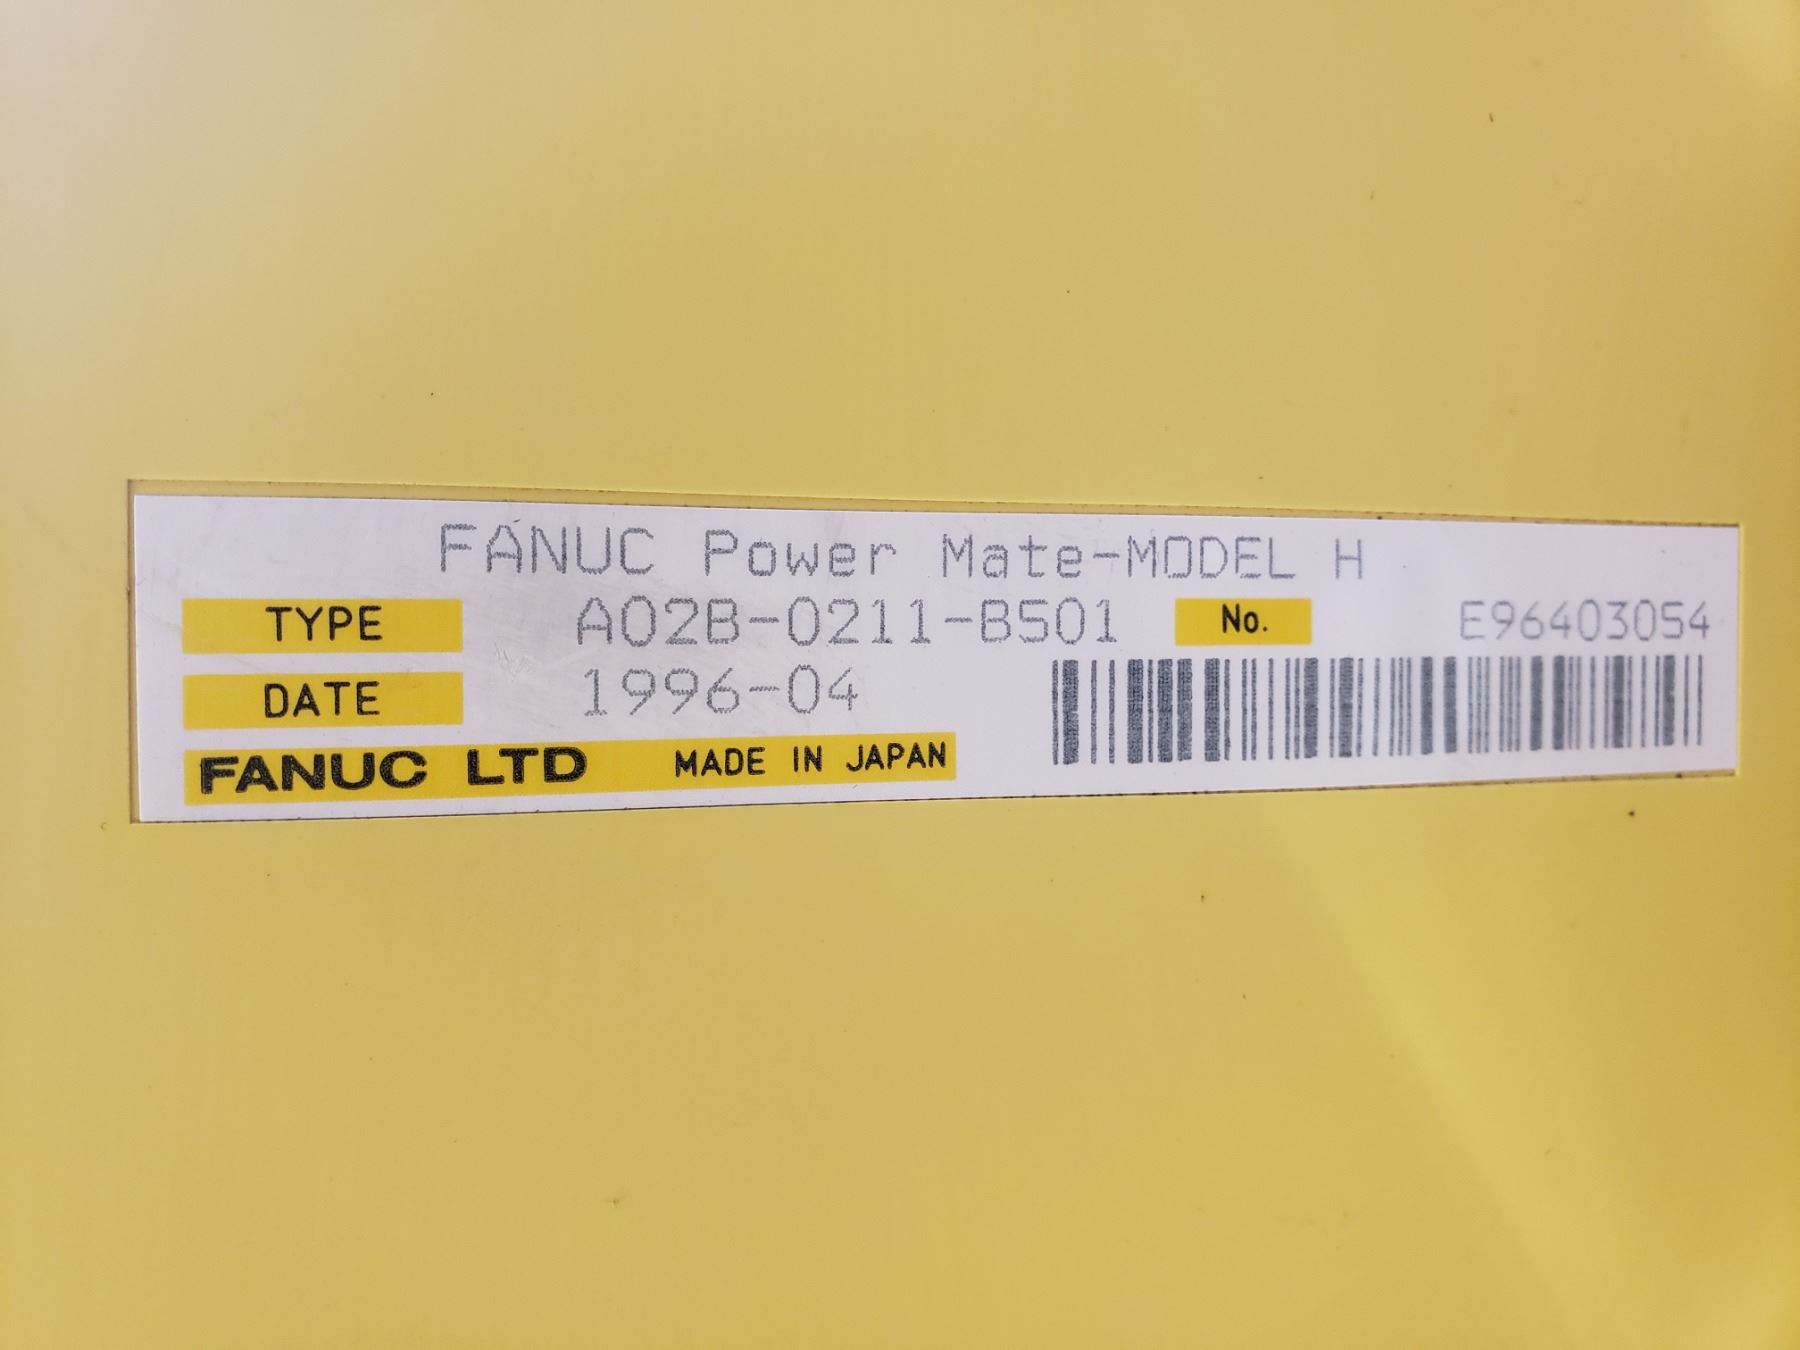 FANUC Power Mate-MODEL H
TYPE A02B-0211-B501 No. E96403054
DATE 1996-04
FANUC LTD MADE IN JAPAN